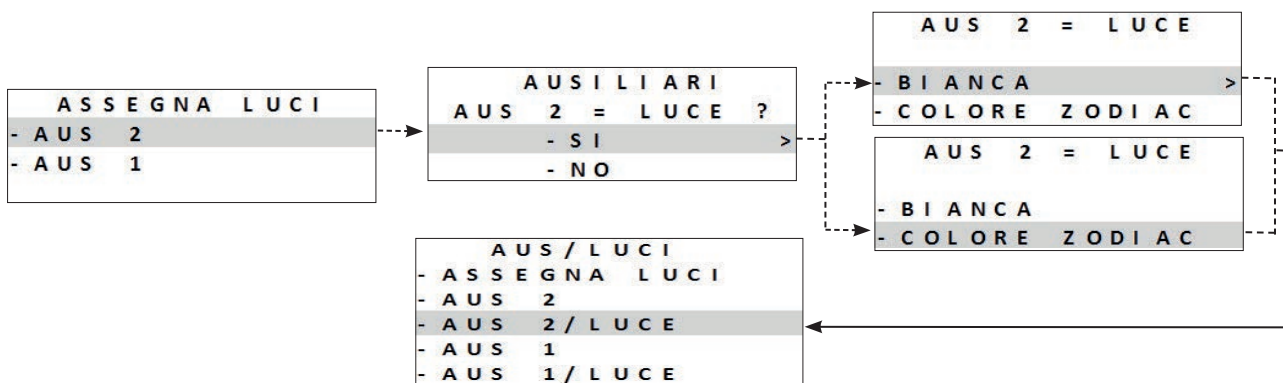 ASSEGNA LUCI
- AUS 2
- AUS 1
AUSILIARI
AUS 2 = LUCE ?
- SI >
- NO
AUS 2 = LUCE
- BIANCA >
- COLORE ZODIAC
AUS 2 = LUCE
- BIANCA
- COLORE ZODIAC
AUS/LUCI
- ASSEGNA LUCI
- AUS 2
- AUS 2/LUCE
- AUS 1
- AUS 1/LUCE